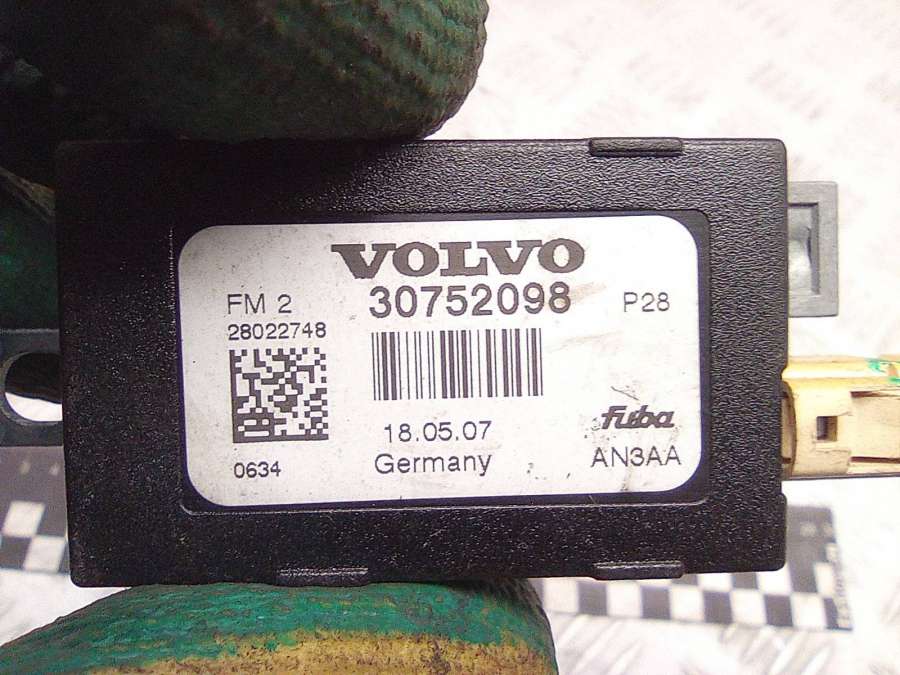 VOLVO
FM 2 30752098 P28
28022748
18.05.07 fuba
0634 Germany AN3AA